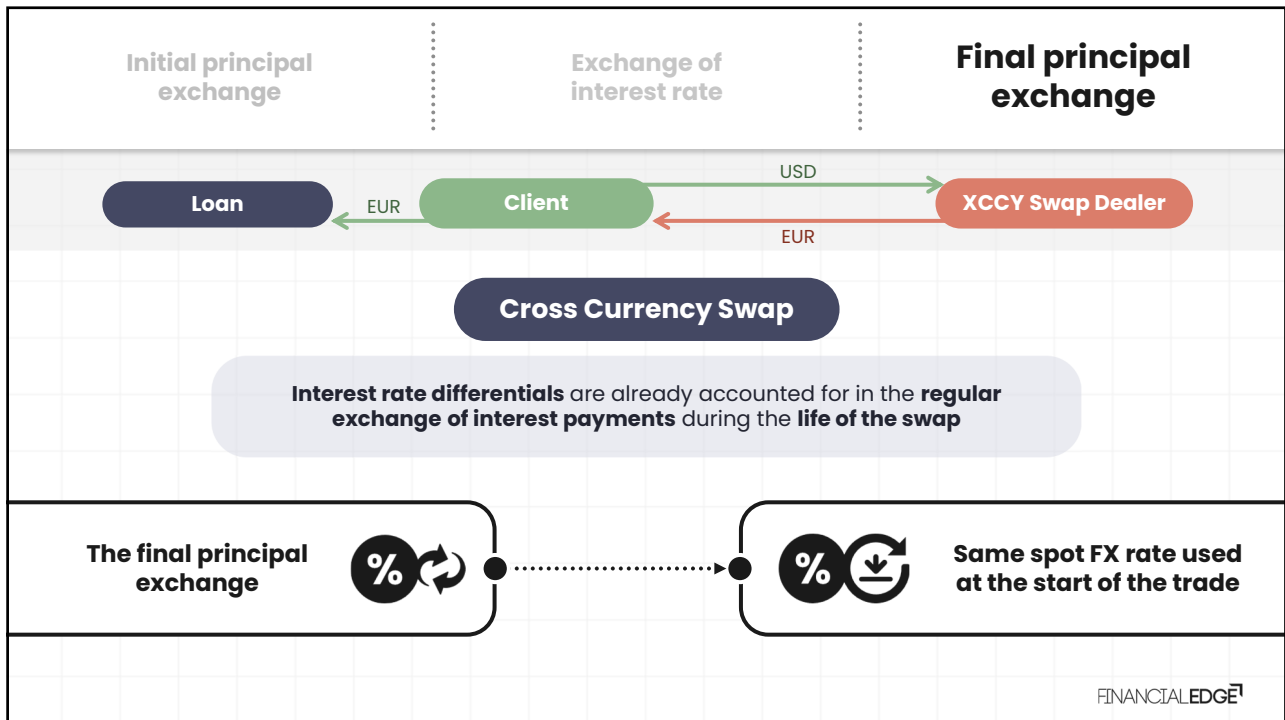 Initial principal
exchange
Exchange of
interest rate
Final principal
exchange
Loan
EUR
Client
USD
EUR
XCCY Swap Dealer
Cross Currency Swap
Interest rate differentials are already accounted for in the regular
exchange of interest payments during the life of the swap
The final principal
exchange
%
%
Same spot FX rate used
at the start of the trade
FINANCIALEDGE